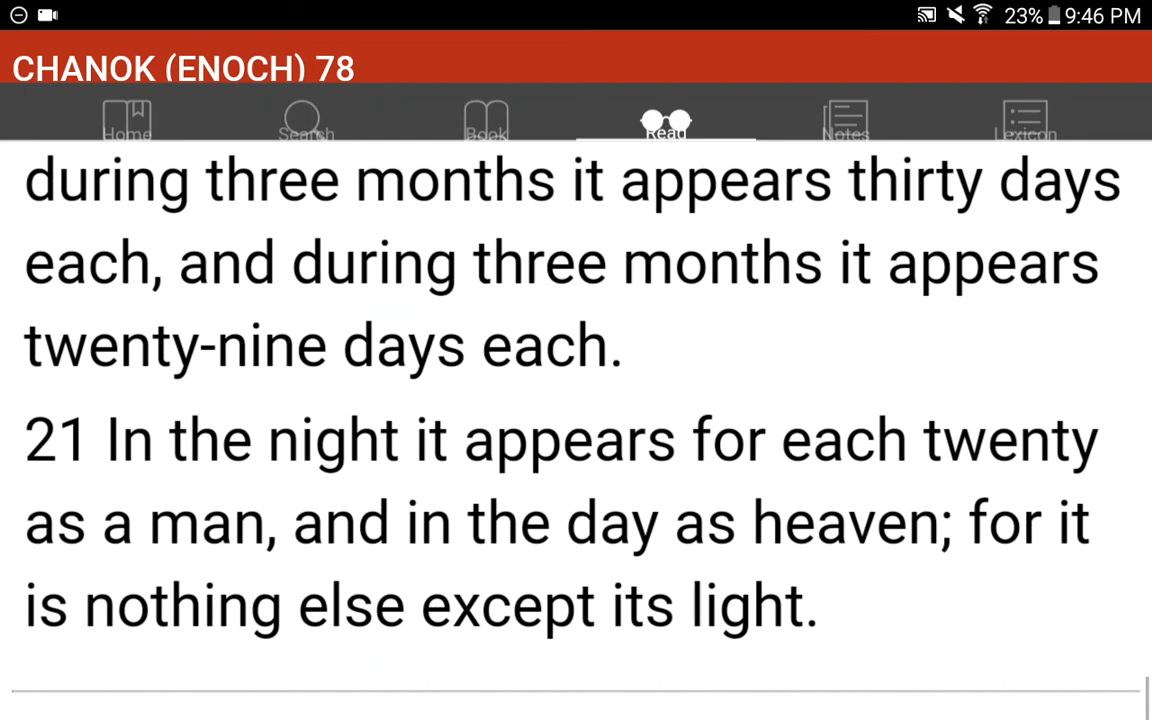 23% 9:46 PM
CHANOK (ENOCH) 78
Home Search Book Read Notes Lexicon
during three months it appears thirty days
each, and during three months it appears
twenty-nine days each.
21 In the night it appears for each twenty
as a man, and in the day as heaven; for it
is nothing else except its light.